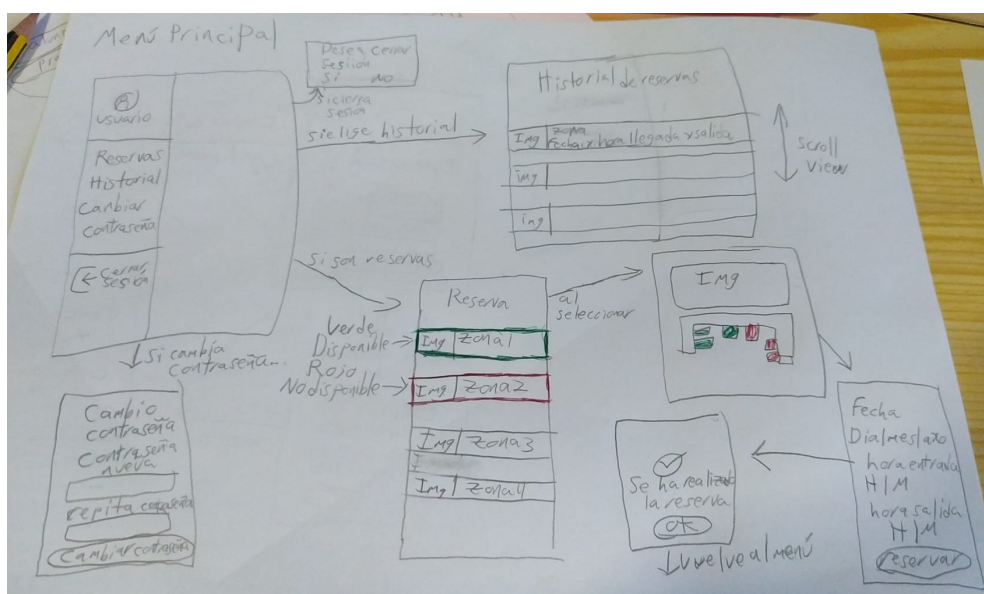 Menú Principal
Desea cerrar
Sesiión
Si no
si cierra
sesion
usuario
Reservas
Historial
Cambiar
contraseña
Cerrar
sesión
si elige historial
Historial de reservas
Img zona
Fecha y hora llegada y salida
img
img
Scroll
View
si son reservas
Reserva
Verde
Disponible
Img Zona1
Rojo
No disponible
Img Zona2
Img Zona3
Img Zona4
al
seleccionar
Img
Si cambia
contraseña...
Cambio
contraseña
Contraseña
nueva
repita contraseña
Cambiar contraseña
Fecha
Dia/mes/año
hora entrada
H/M
hora salida
H/M
reservar
Se ha realizado
la reserva
OK
vuelve al menú